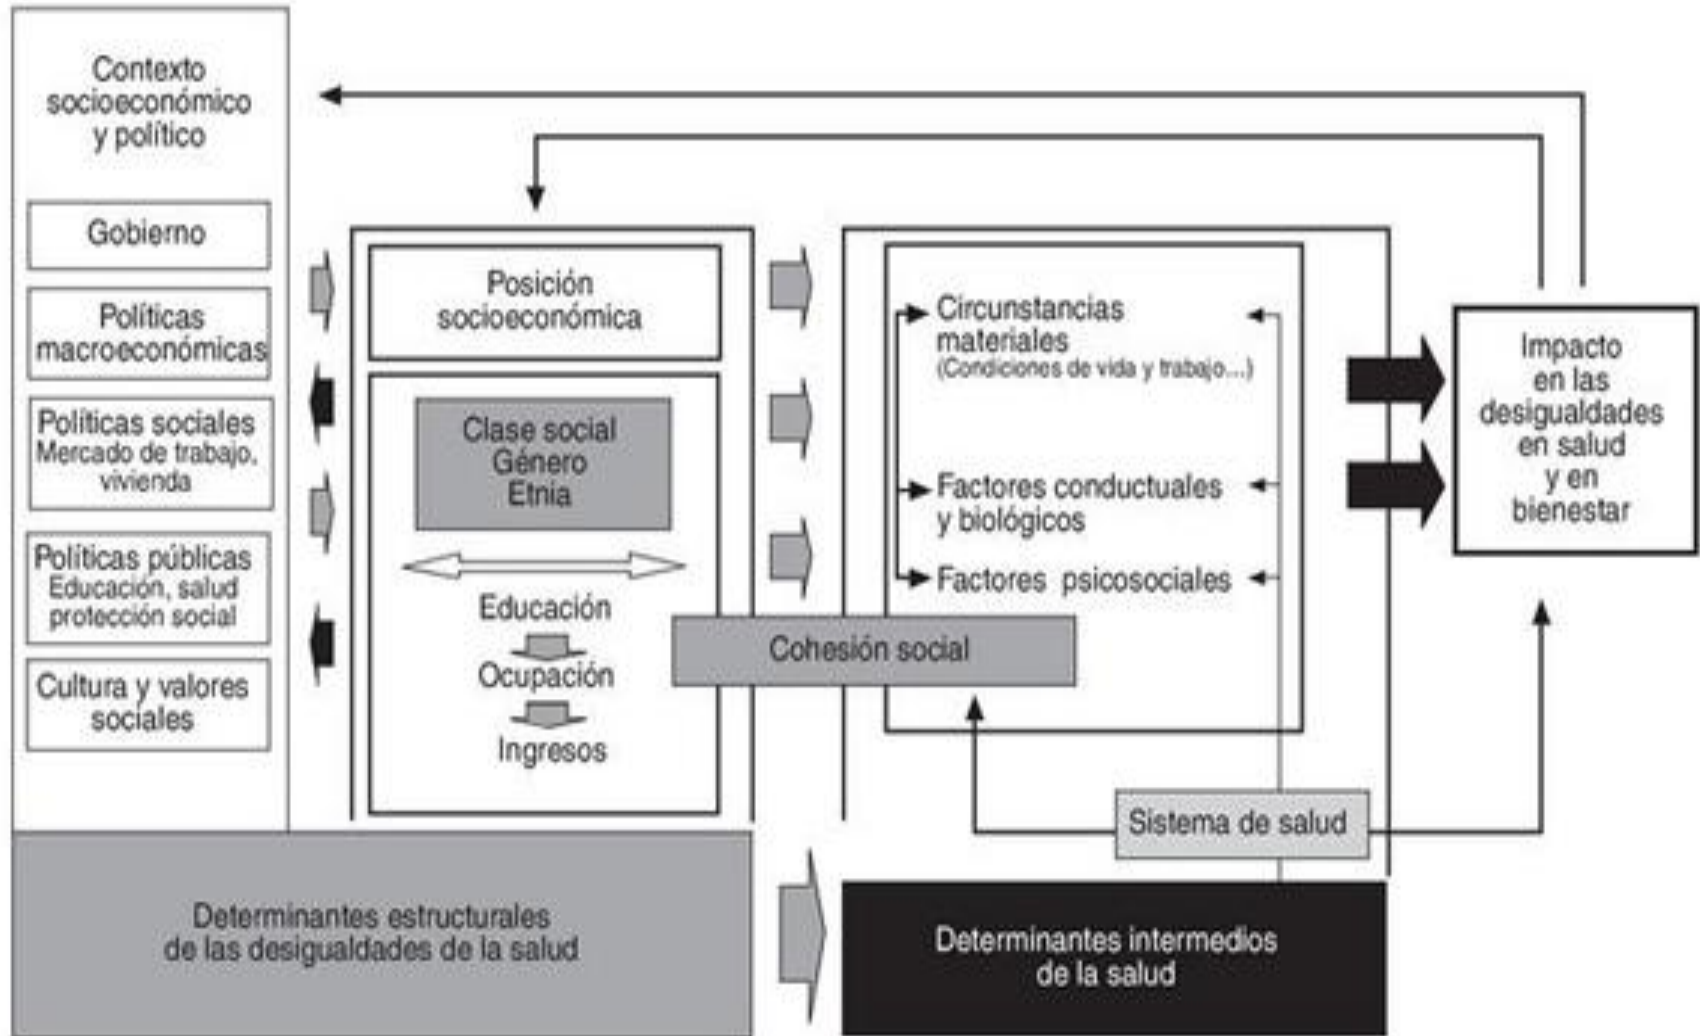 Contexto
socioeconómico
y político
Gobierno
Políticas
macroeconómicas
Políticas sociales
Mercado de trabajo,
vivienda
Políticas públicas
Educación, salud
protección social
Cultura y valores
sociales
Posición
socioeconómica
Clase social
Género
Etnia
Educación
Ocupación
Ingresos
Cohesión social
Circunstancias
materiales
(Condiciones de vida y trabajo...)
Factores conductuales
y biológicos
Factores psicosociales
Sistema de salud
Impacto
en las
desigualdades
en salud
y en
bienestar
Determinantes estructurales
de las desigualdades de la salud
Determinantes intermedios
de la salud